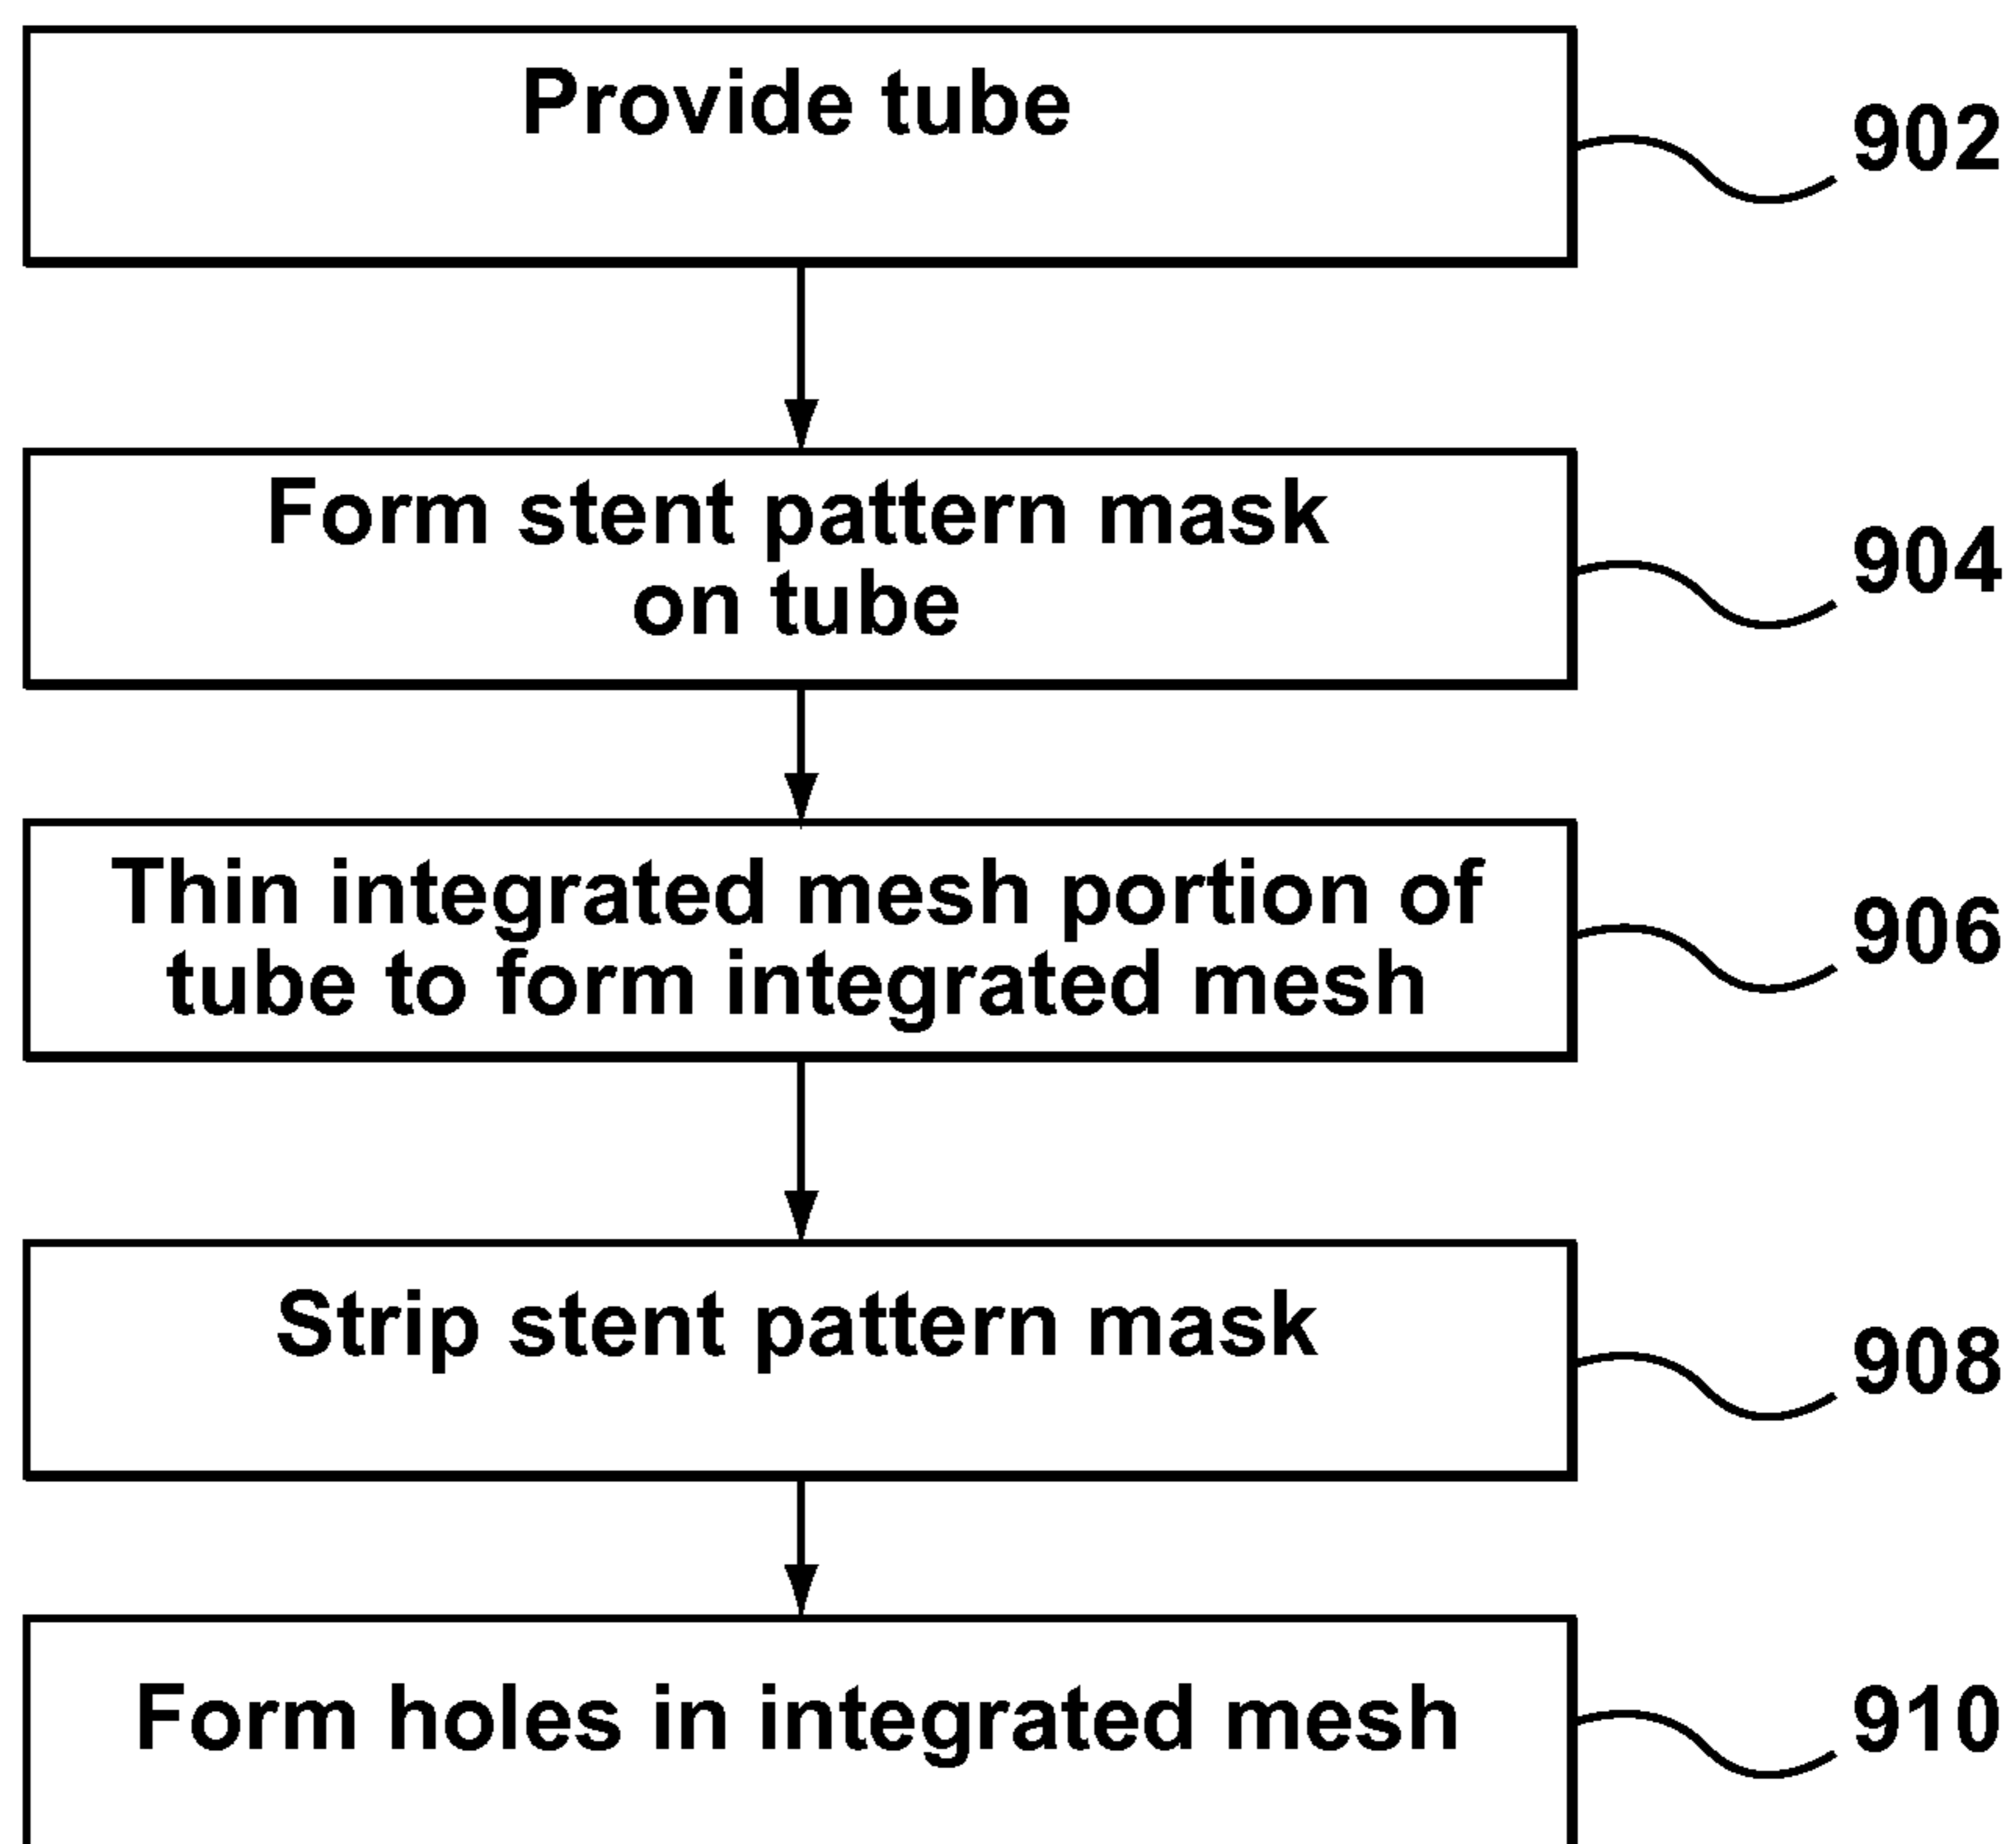 Provide tube
902
Form stent pattern mask
on tube
904
Thin integrated mesh portion of
tube to form integrated mesh
906
Strip stent pattern mask
908
Form holes in integrated mesh
910